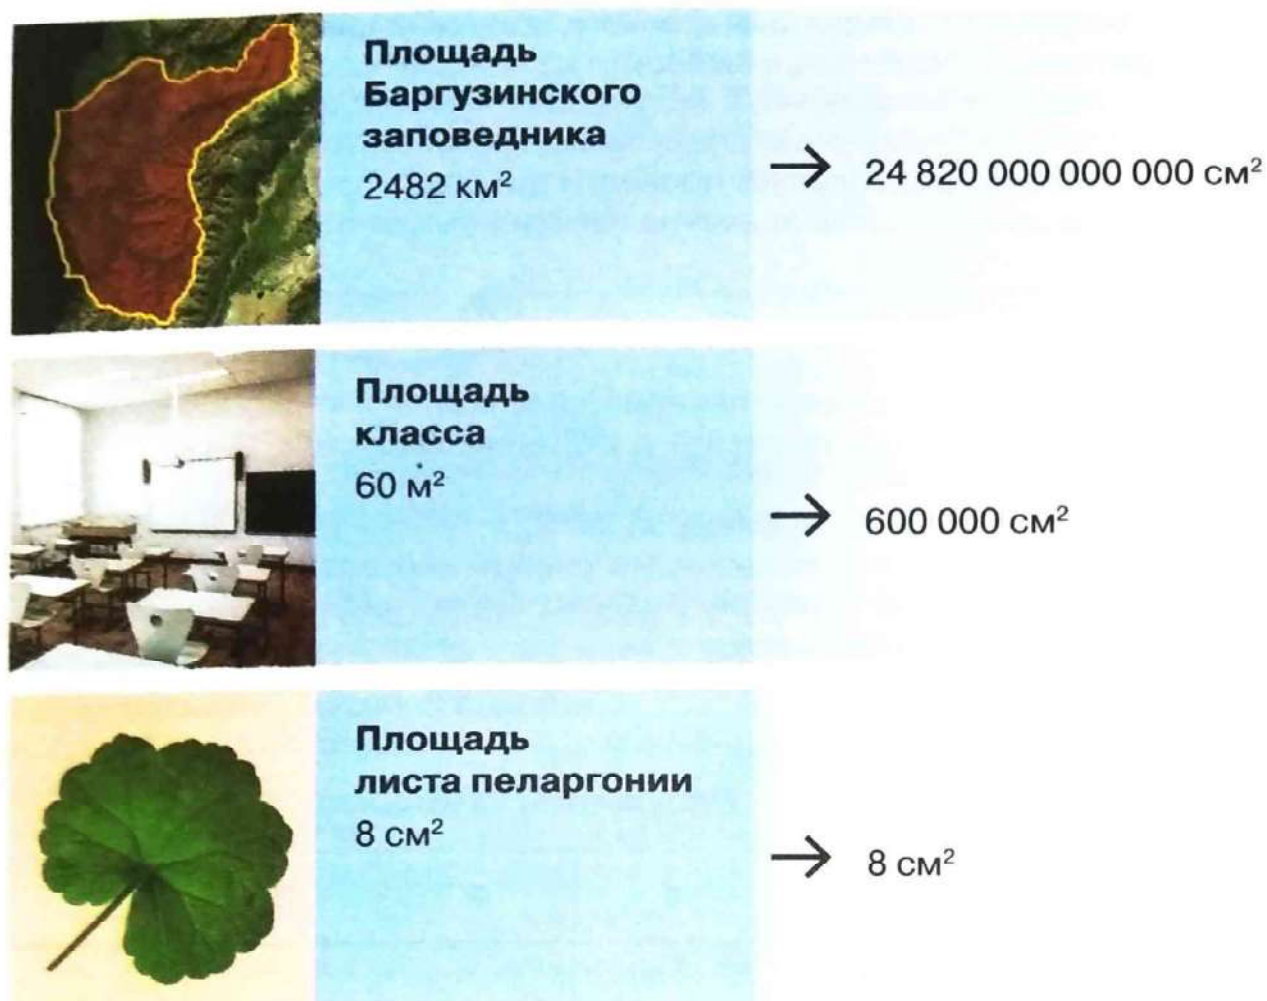 Площадь
Баргузинского
заповедника
2482 км²
→ 24 820 000 000 000 см²
Площадь
класса
60 м²
→ 600 000 см²
Площадь
листа пеларгонии
8 см²
→ 8 см²